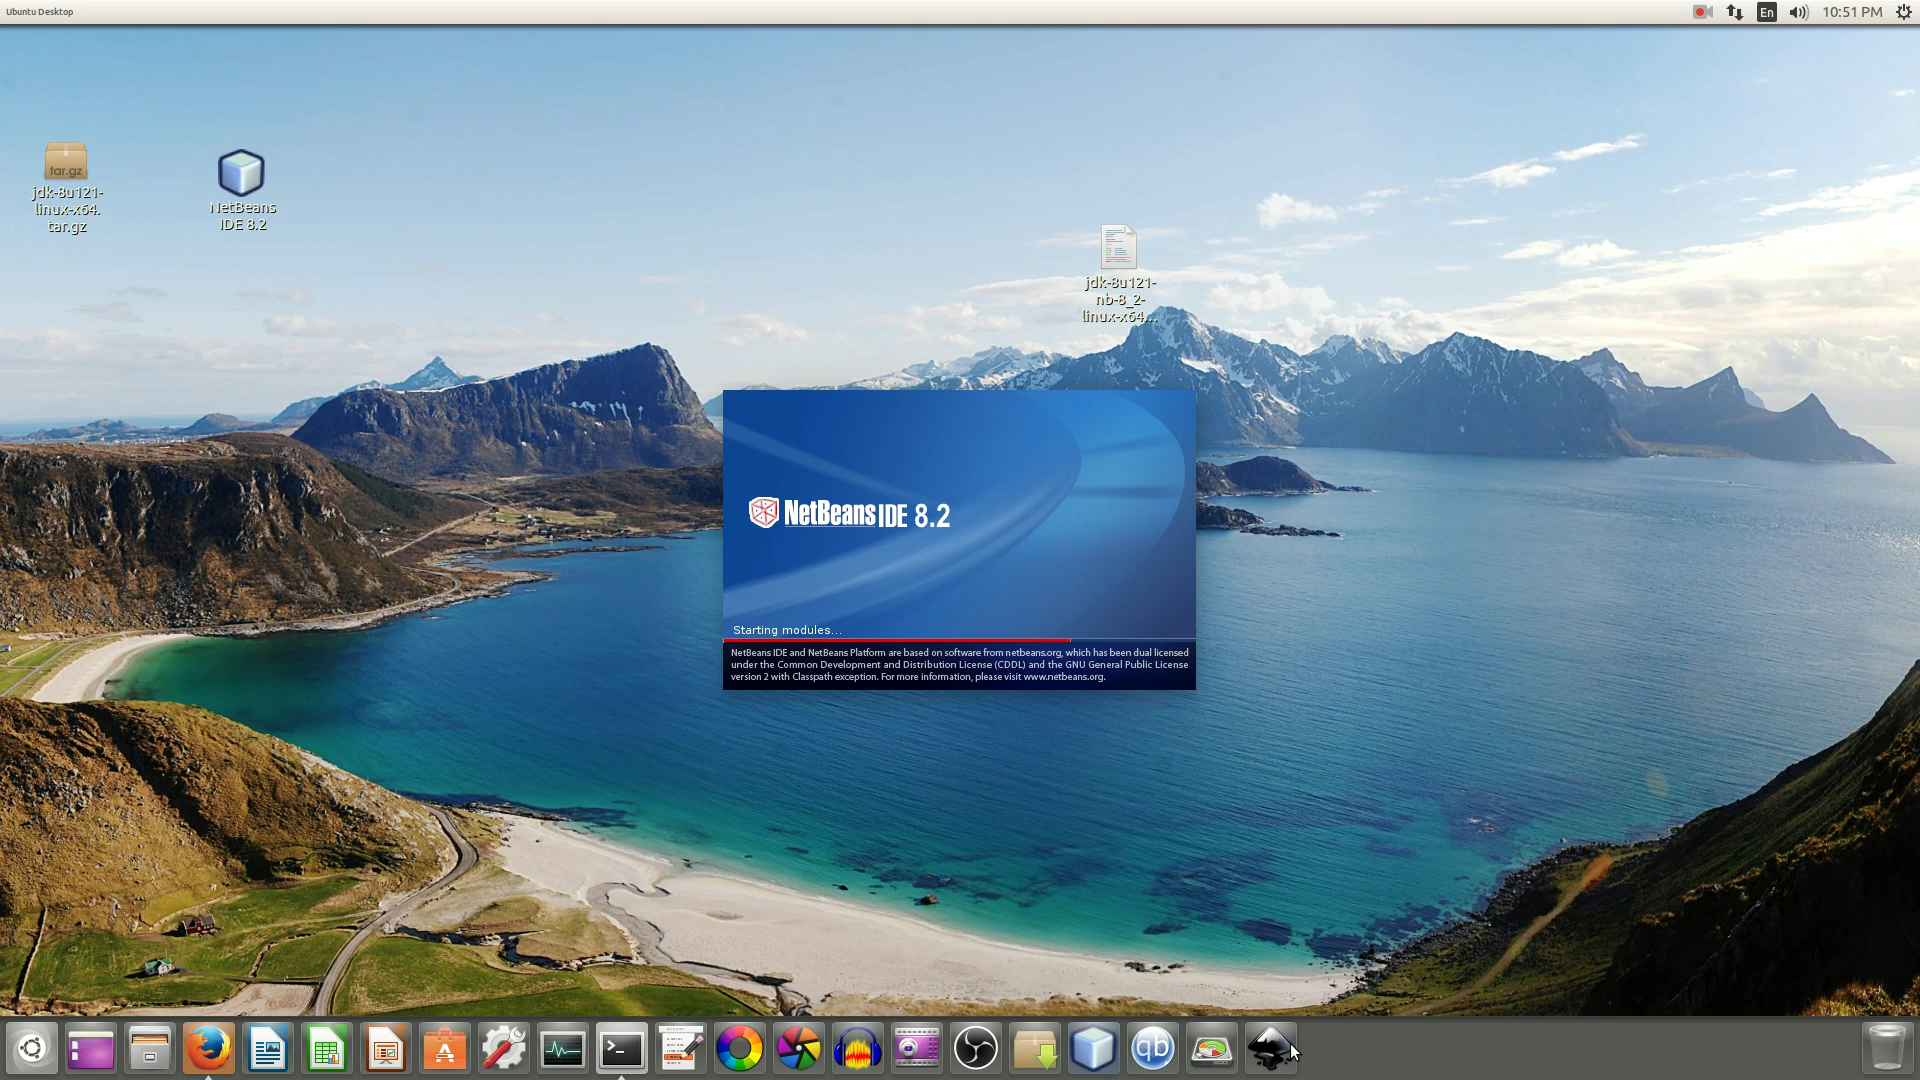 Ubuntu Desktop
En
10:51 PM
tar.gz
jdk-8u121-
linux-x64.
tar.gz
NetBeans
IDE 8.2
jdk-8u121-
nb-8_2-
linux-x64...
NetBeans IDE 8.2
Starting modules...
NetBeans IDE and NetBeans Platform are based on software from netbeans.org, which has been dual licensed
under the Common Development and Distribution License (CDDL) and the GNU General Public License
version 2 with Classpath exception. For more information, please visit www.netbeans.org.
qb